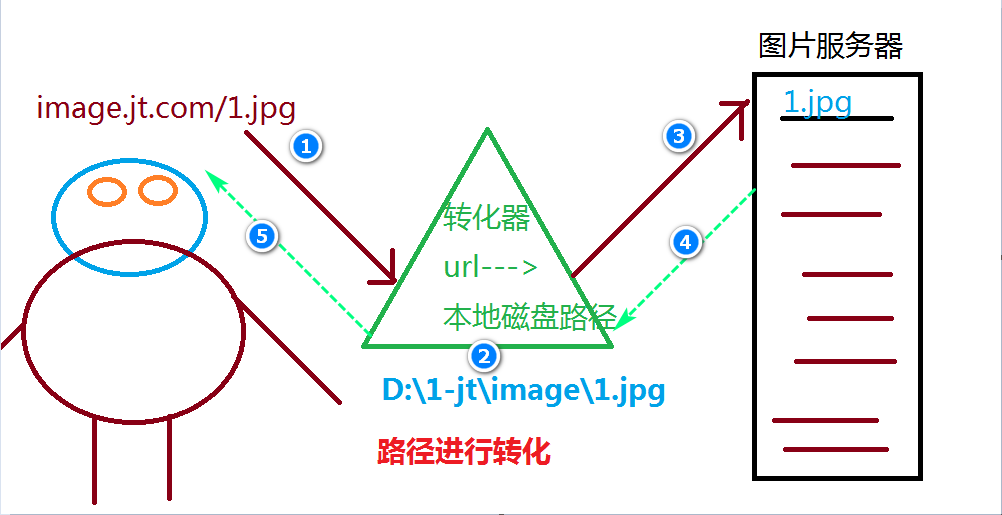 图片服务器
image.jt.com/1.jpg
1
3
1.jpg
转化器
5
4
url--->
本地磁盘路径
2
D:\1-jt\image\1.jpg
路径进行转化